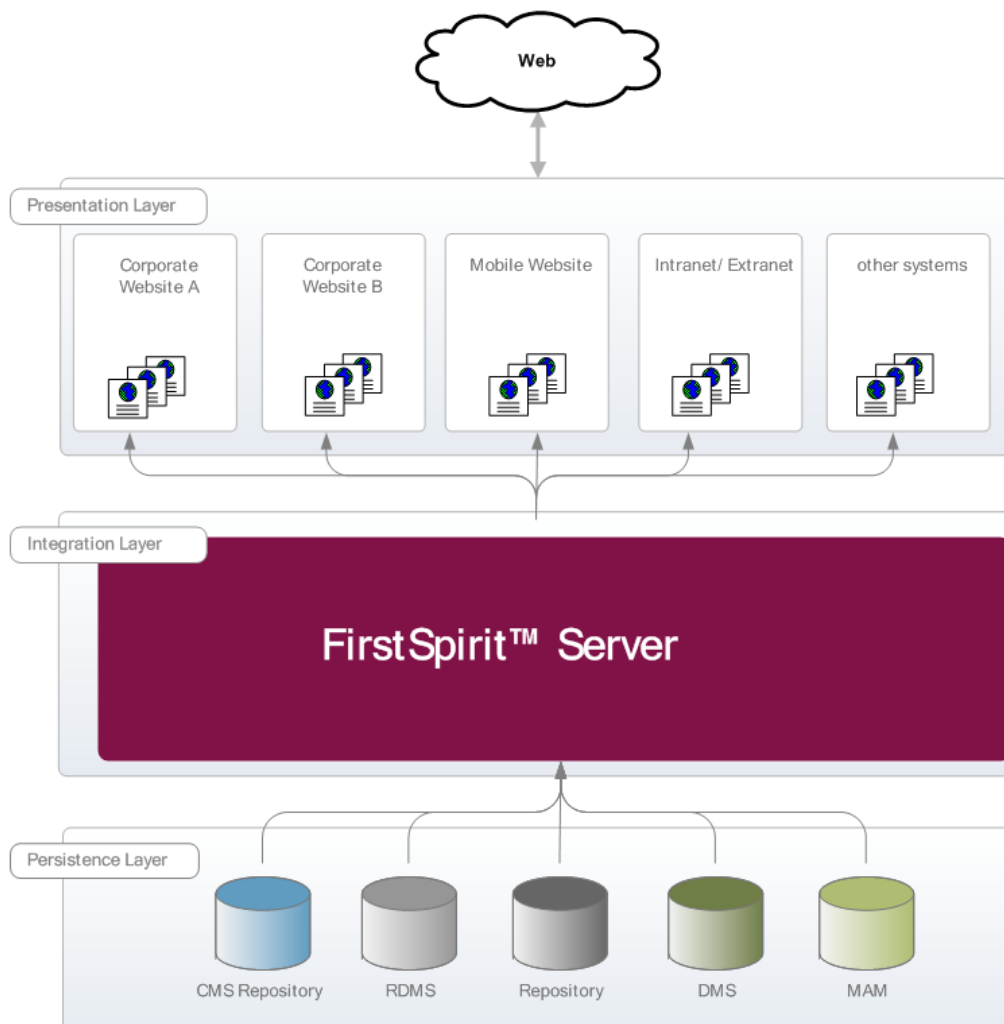 Web
Presentation Layer
Corporate
Website A
Corporate
Website B
Mobile Website
Intranet/ Extranet
other systems
Integration Layer
FirstSpirit™ Server
Persistence Layer
CMS Repository
RDMS
Repository
DMS
MAM